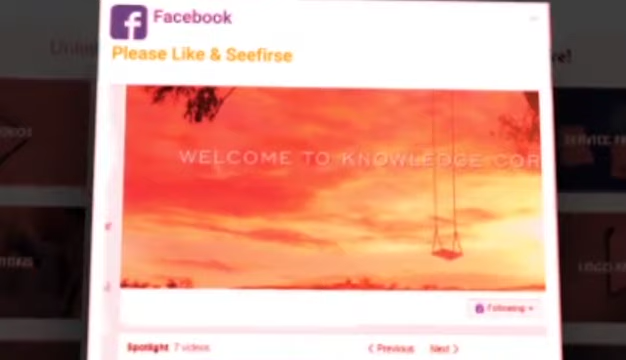 Facebook
Please Like & Seefirse
WELCOME TO KNOWLEDGE COR
Following
Spotlight 7 videos
Previous Next